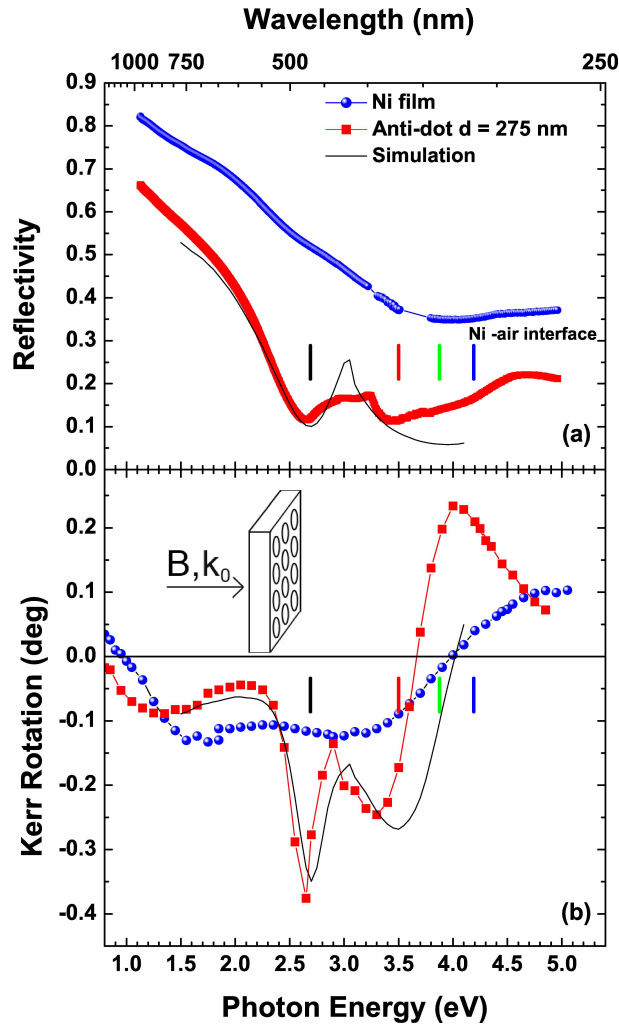 Wavelength (nm)
1000 750 500 250
0.9
0.8
0.7
0.6
0.5
0.4
0.3
0.2
0.1
0.0
Reflectivity
Ni film
Anti-dot d = 275 nm
Simulation
Ni -air interface
(a)
0.2
0.1
0.0
-0.1
-0.2
-0.3
-0.4
Kerr Rotation (deg)
B,k0
(b)
1.0 1.5 2.0 2.5 3.0 3.5 4.0 4.5 5.0
Photon Energy (eV)